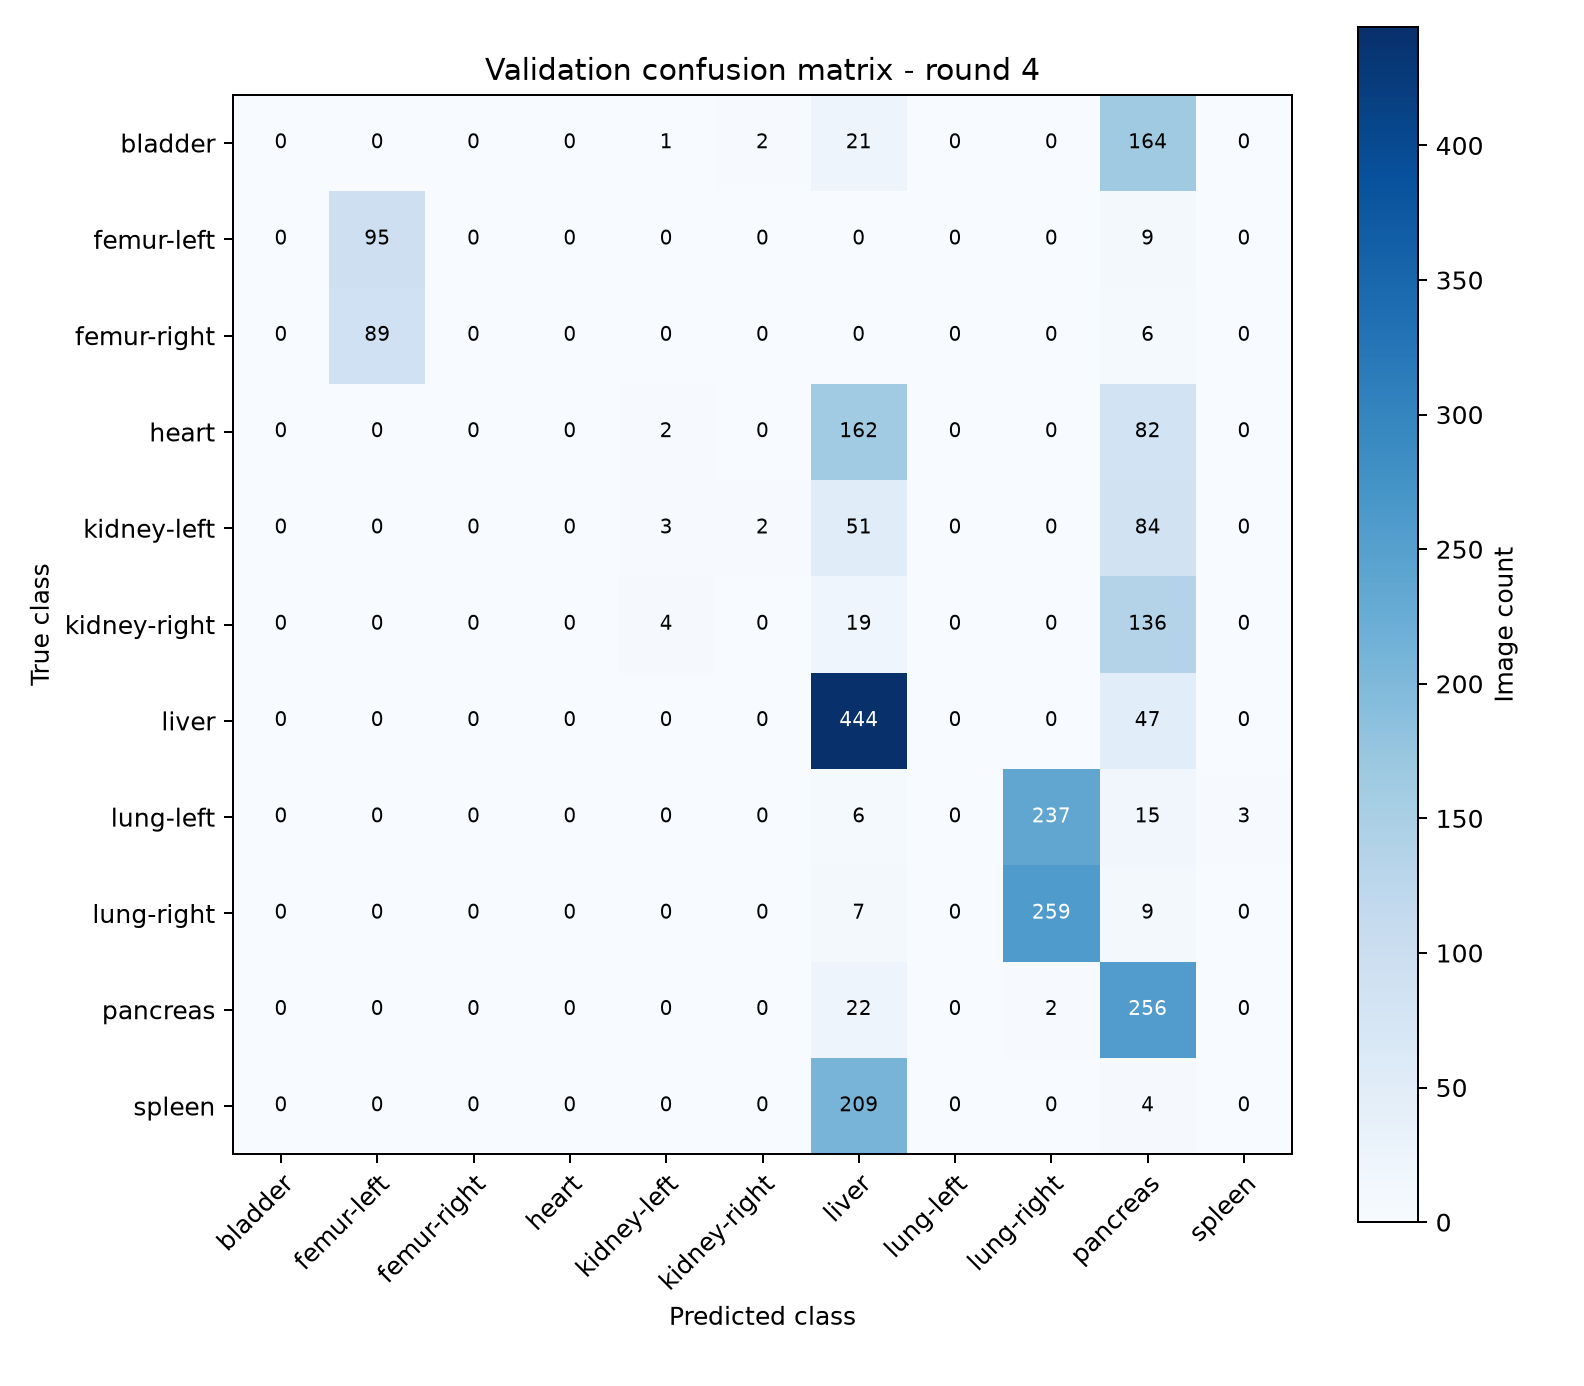 Validation confusion matrix - round 4
bladder 0 0 0 0 1 2 21 0 0 164 0
femur-left 0 95 0 0 0 0 0 0 0 9 0
femur-right 0 89 0 0 0 0 0 0 0 6 0
heart 0 0 0 0 2 0 162 0 0 82 0
kidney-left 0 0 0 0 3 2 51 0 0 84 0
kidney-right 0 0 0 0 4 0 19 0 0 136 0
liver 0 0 0 0 0 0 444 0 0 47 0
lung-left 0 0 0 0 0 0 6 0 237 15 3
lung-right 0 0 0 0 0 0 7 0 259 9 0
pancreas 0 0 0 0 0 0 22 0 2 256 0
spleen 0 0 0 0 0 0 209 0 0 4 0
True class
bladder femur-left femur-right heart kidney-left kidney-right liver lung-left lung-right pancreas spleen
Predicted class
400
350
300
250
200
150
100
50
0
Image count